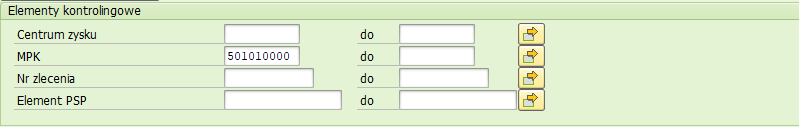 Elementy kontrolingowe
Centrum zysku do
MPK 501010000 do
Nr zlecenia do
Element PSP do